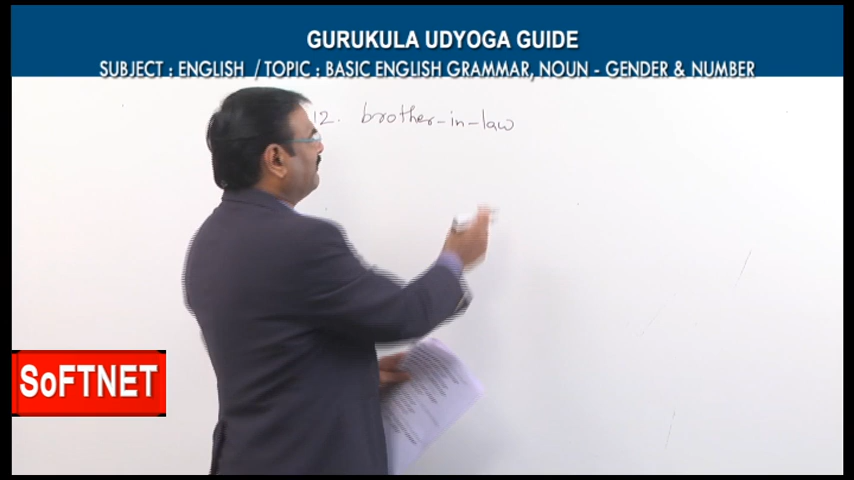 GURUKULA UDYOGA GUIDE
SUBJECT : ENGLISH / TOPIC : BASIC ENGLISH GRAMMAR, NOUN - GENDER & NUMBER
12. brother-in-law
SoFTNET